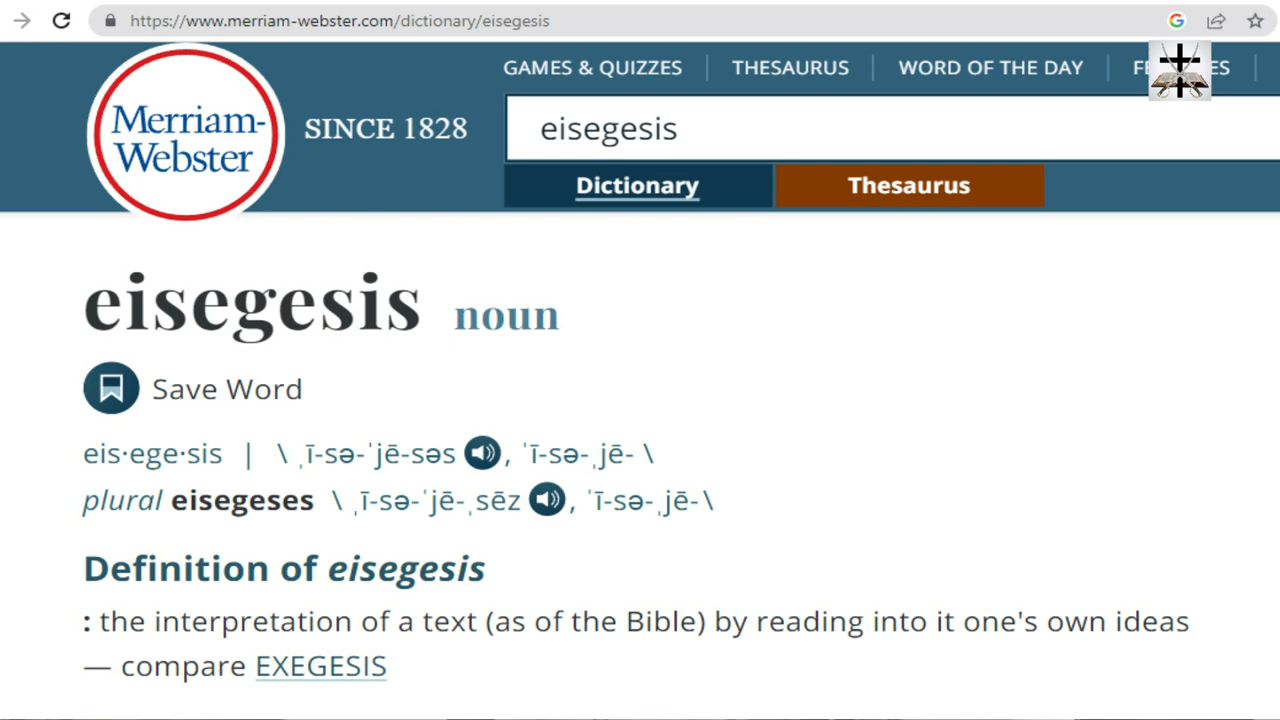 https://www.merriam-webster.com/dictionary/eisegesis
GAMES & QUIZZES | THESAURUS | WORD OF THE DAY
Merriam-
Webster
SINCE 1828
eisegesis
Dictionary Thesaurus
eisegesis noun
Save Word
eis·ege·sis | \ ˌī-sə-ˈjē-səs , ˈī-sə-ˌjē- \
plural eisegeses \ ˌī-sə-ˈjē-ˌsēz , ˈī-sə-ˌjē-\
Definition of eisegesis
: the interpretation of a text (as of the Bible) by reading into it one's own ideas
— compare EXEGESIS